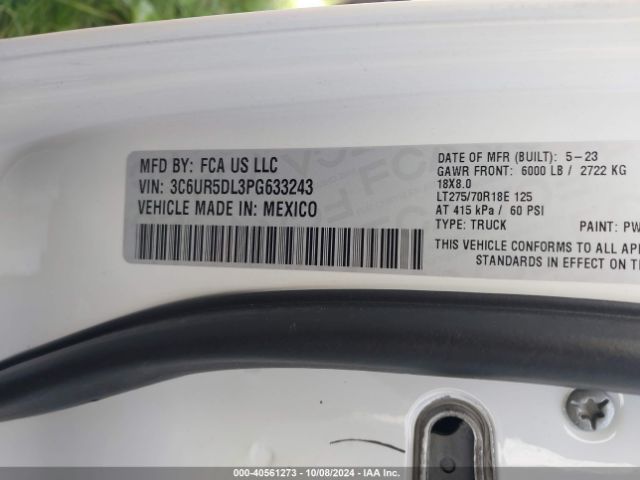 MFD BY: FCA US LLC
VIN: 3C6UR5DL3PG633243
VEHICLE MADE IN: MEXICO
DATE OF MFR (BUILT): 5-23
GAWR FRONT: 6000 LB / 2722 KG
18X8.0
LT275/70R18E 125
AT 415 kPa / 60 PSI
TYPE: TRUCK PAINT: PW
THIS VEHICLE CONFORMS TO ALL APP
STANDARDS IN EFFECT ON T
000-40561273 - 10/08/2024 - IAA Inc.